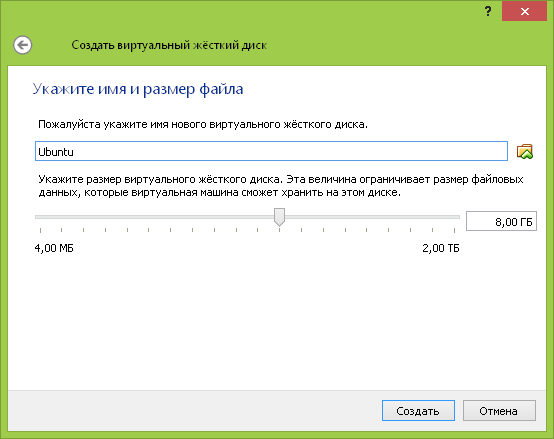 ?
Создать виртуальный жёсткий диск
Укажите имя и размер файла
Пожалуйста укажите имя нового виртуального жёсткого диска.
Ubuntu
Укажите размер виртуального жёсткого диска. Эта величина ограничивает размер файловых
данных, которые виртуальная машина сможет хранить на этом диске.
8,00 ГБ
4,00 МБ 2,00 ТБ
Создать Отмена